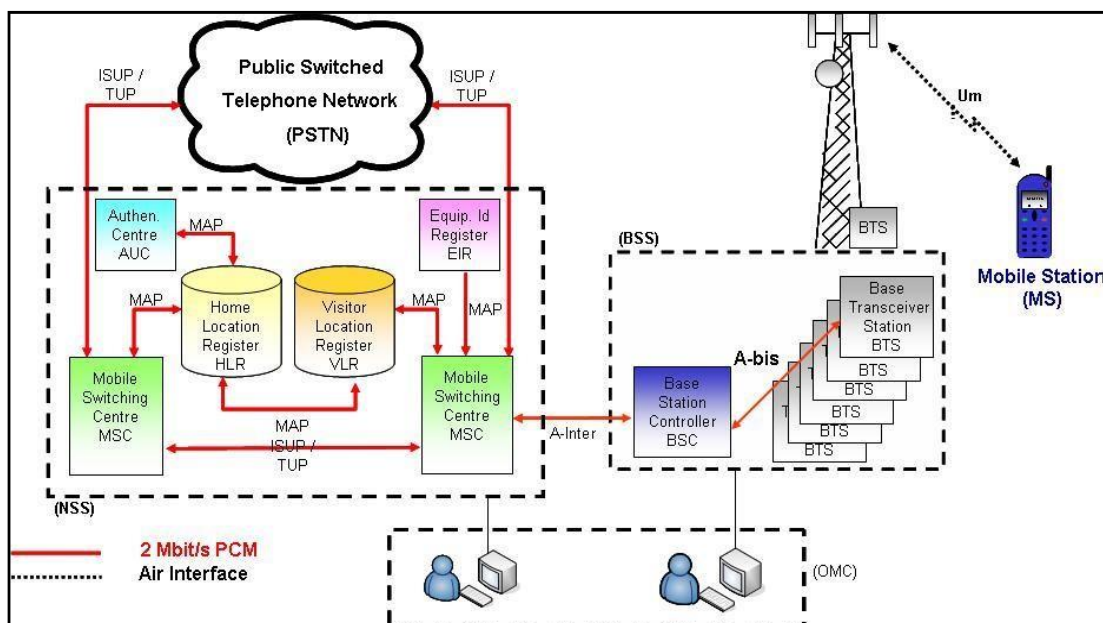 Public Switched
Telephone Network
(PSTN)
ISUP /
TUP
ISUP /
TUP
Um
Authen.
Centre
AUC
MAP
Equip. Id
Register
EIR
BTS
(BSS)
Mobile Station
(MS)
MAP
Home
Location
Register
HLR
Visitor
Location
Register
VLR
MAP
MAP
Base
Transceiver
Station
BTS
Mobile
Switching
Centre
MSC
Mobile
Switching
Centre
MSC
A-bis
Base
Station
Controller
BSC
T
T
BTS
BTS
BTS
BTS
BTS
MAP
ISUP /
TUP
A-Inter
(NSS)
2 Mbit/s PCM
Air Interface
(OMC)